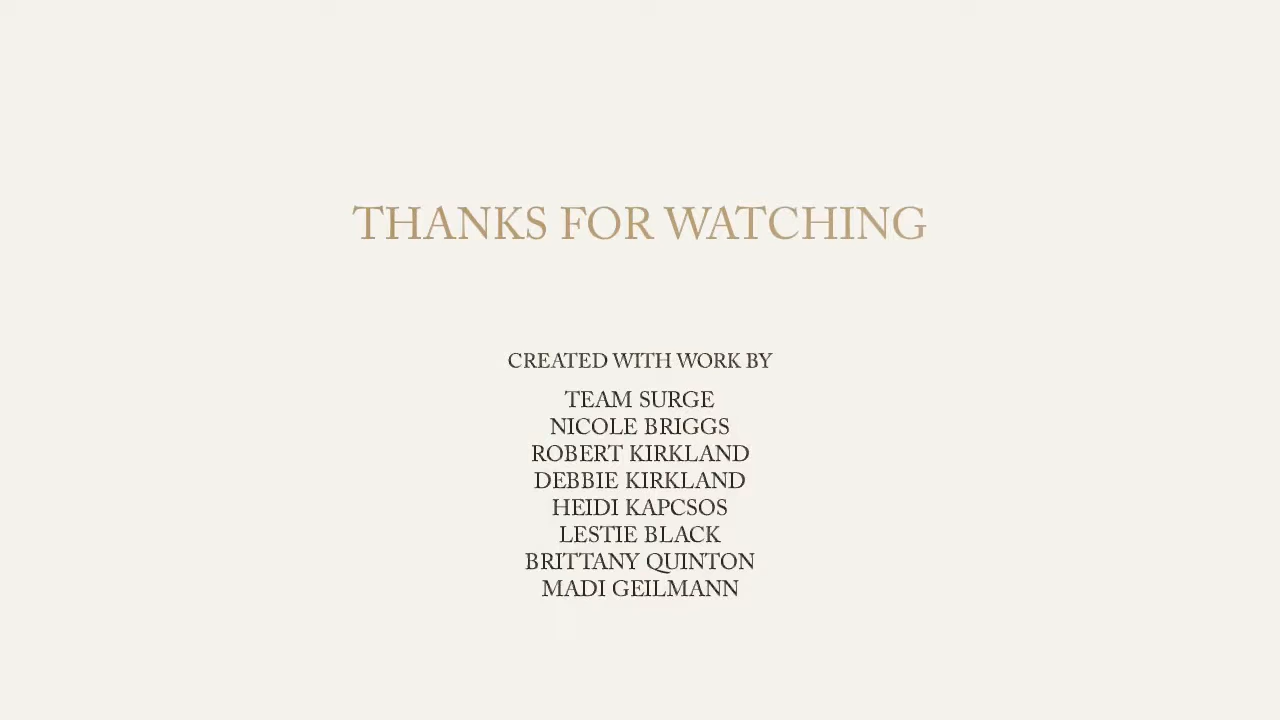 THANKS FOR WATCHING
CREATED WITH WORK BY
TEAM SURGE
NICOLE BRIGGS
ROBERT KIRKLAND
DEBBIE KIRKLAND
HEIDI KAPCSOS
LESTIE BLACK
BRITTANY QUINTON
MADI GEILMANN